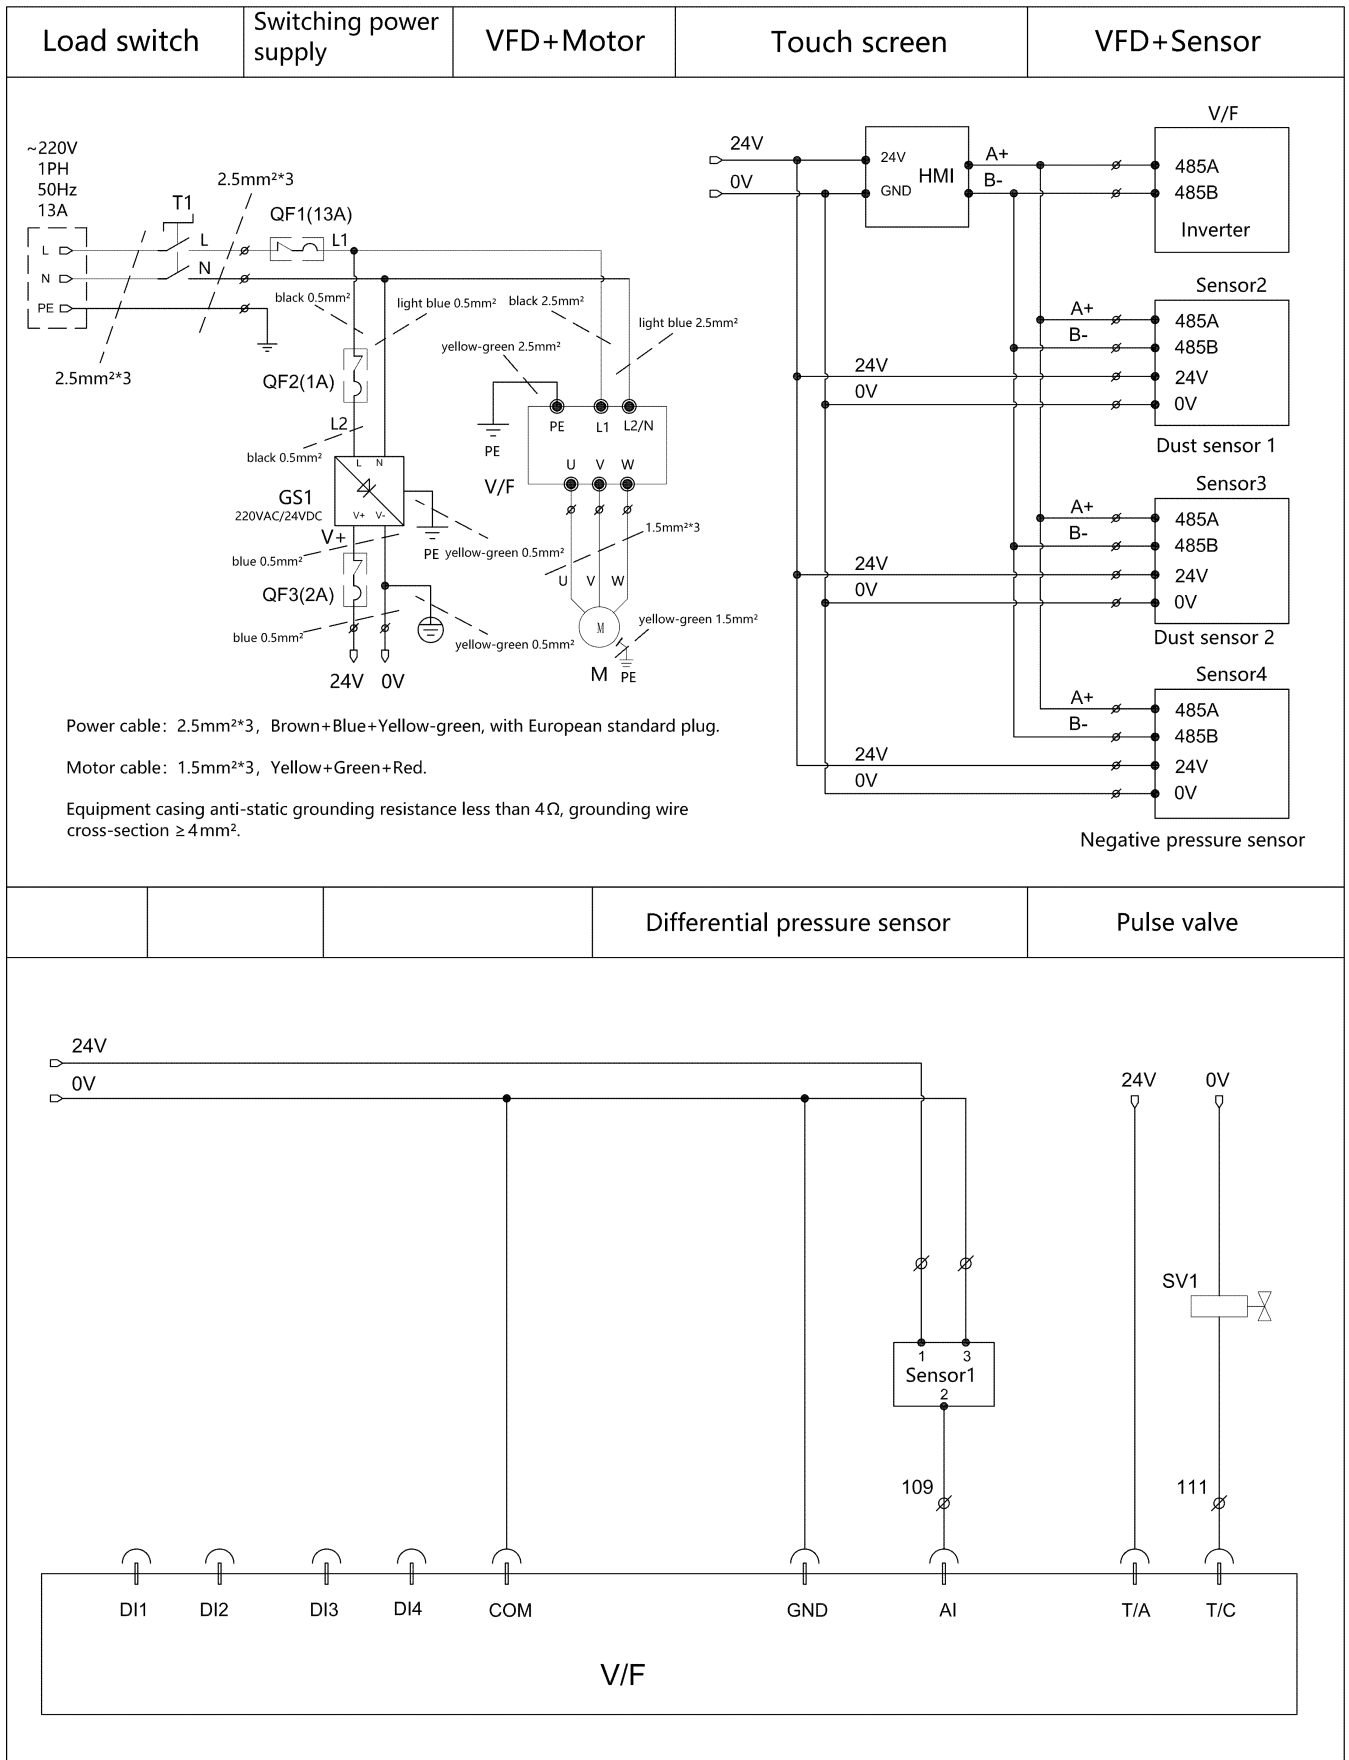 Load switch
Switching power
supply
VFD+Motor
Touch screen
VFD+Sensor
~220V
1PH
50Hz
13A
L
N
PE
T1
L
N
2.5mm²*3
2.5mm²*3
QF1(13A)
L1
black 0.5mm²
light blue 0.5mm²
black 2.5mm²
light blue 2.5mm²
yellow-green 2.5mm²
QF2(1A)
L2
black 0.5mm²
L N
GS1
220VAC/24VDC
V+ V-
V+
PE
yellow-green 0.5mm²
blue 0.5mm²
QF3(2A)
blue 0.5mm²
yellow-green 0.5mm²
24V 0V
PE
PE L1 L2/N
U V W
V/F
1.5mm²*3
U V W
M
yellow-green 1.5mm²
M PE
Power cable: 2.5mm²*3, Brown+Blue+Yellow-green, with European standard plug.
Motor cable: 1.5mm²*3, Yellow+Green+Red.
Equipment casing anti-static grounding resistance less than 4Ω, grounding wire
cross-section ≥4mm².
24V
0V
24V
GND
HMI
A+
B-
V/F
485A
485B
Inverter
Sensor2
A+
B-
24V
0V
485A
485B
24V
0V
Dust sensor 1
Sensor3
A+
B-
24V
0V
485A
485B
24V
0V
Dust sensor 2
Sensor4
A+
B-
24V
0V
485A
485B
24V
0V
Negative pressure sensor
Differential pressure sensor
Pulse valve
24V
0V
24V 0V
SV1
1 3
Sensor1
2
109
111
DI1 DI2 DI3 DI4 COM GND AI T/A T/C
V/F